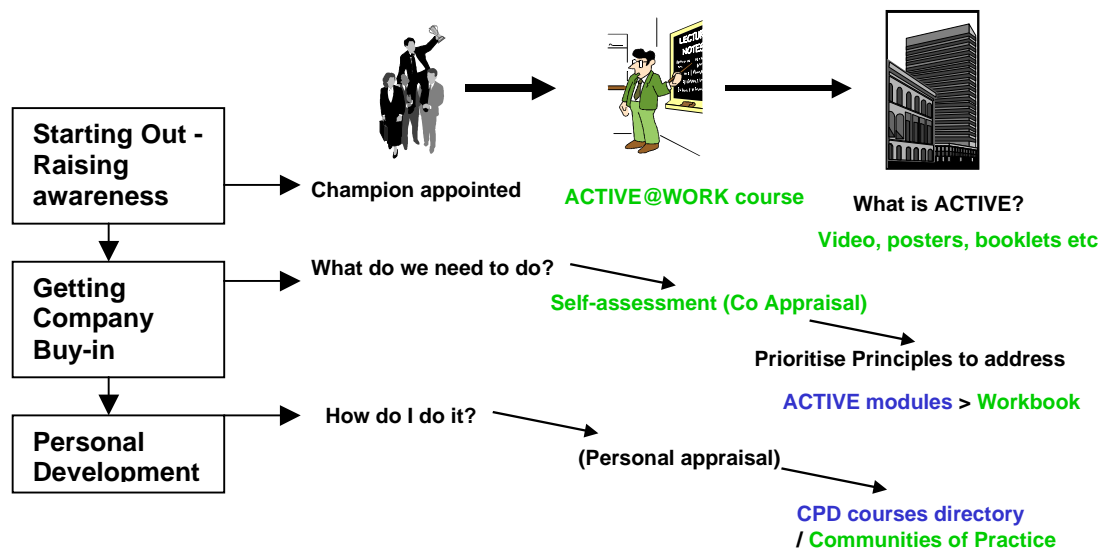 LECTURE
NOTES
Starting Out -
Raising
awareness
Champion appointed
ACTIVE@WORK course
What is ACTIVE?
Video, posters, booklets etc
Getting
Company
Buy-in
What do we need to do?
Self-assessment (Co Appraisal)
Prioritise Principles to address
ACTIVE modules > Workbook
Personal
Development
How do I do it?
(Personal appraisal)
CPD courses directory
/ Communities of Practice